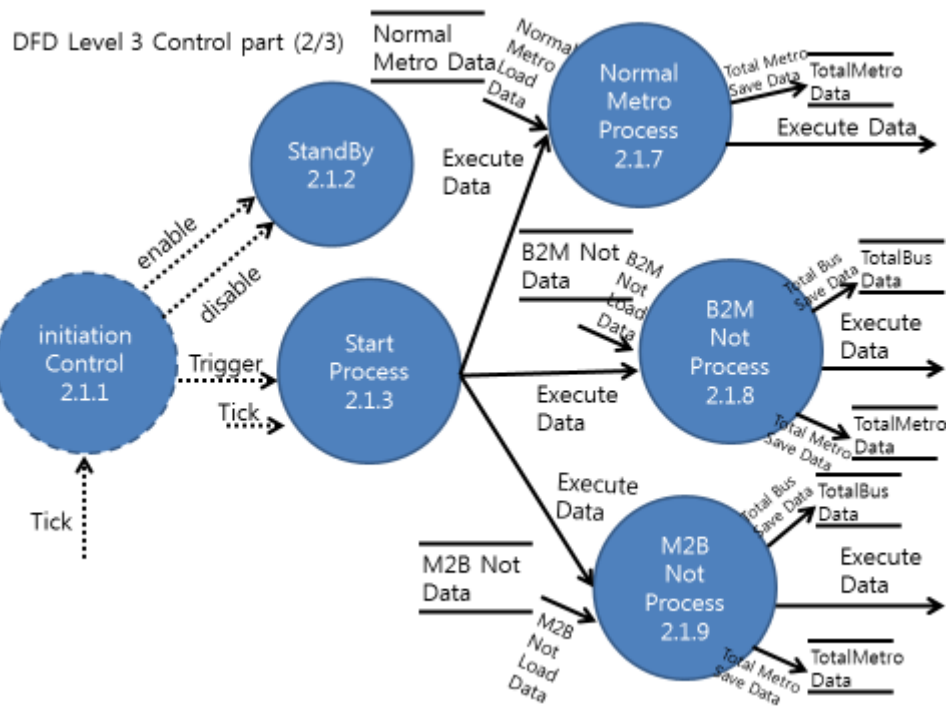 DFD Level 3 Control part (2/3)
Normal
Metro Data
Normal
Metro
Load
Data
Normal
Metro
Process
2.1.7
Total Metro
Save Data
TotalMetro
Data
Execute Data
StandBy
2.1.2
Execute
Data
enable
disable
B2M Not
Data
B2M
Not
Load
Data
B2M
Not
Process
2.1.8
Total Bus
Save Data
TotalBus
Data
Execute
Data
Total Metro
Save Data
TotalMetro
Data
initiation
Control
2.1.1
Trigger
Tick
Start
Process
2.1.3
Execute
Data
Tick
Execute
Data
M2B Not
Data
M2B
Not
Load
Data
M2B
Not
Process
2.1.9
Total Bus
Save Data
TotalBus
Data
Execute
Data
Total Metro
Save Data
TotalMetro
Data